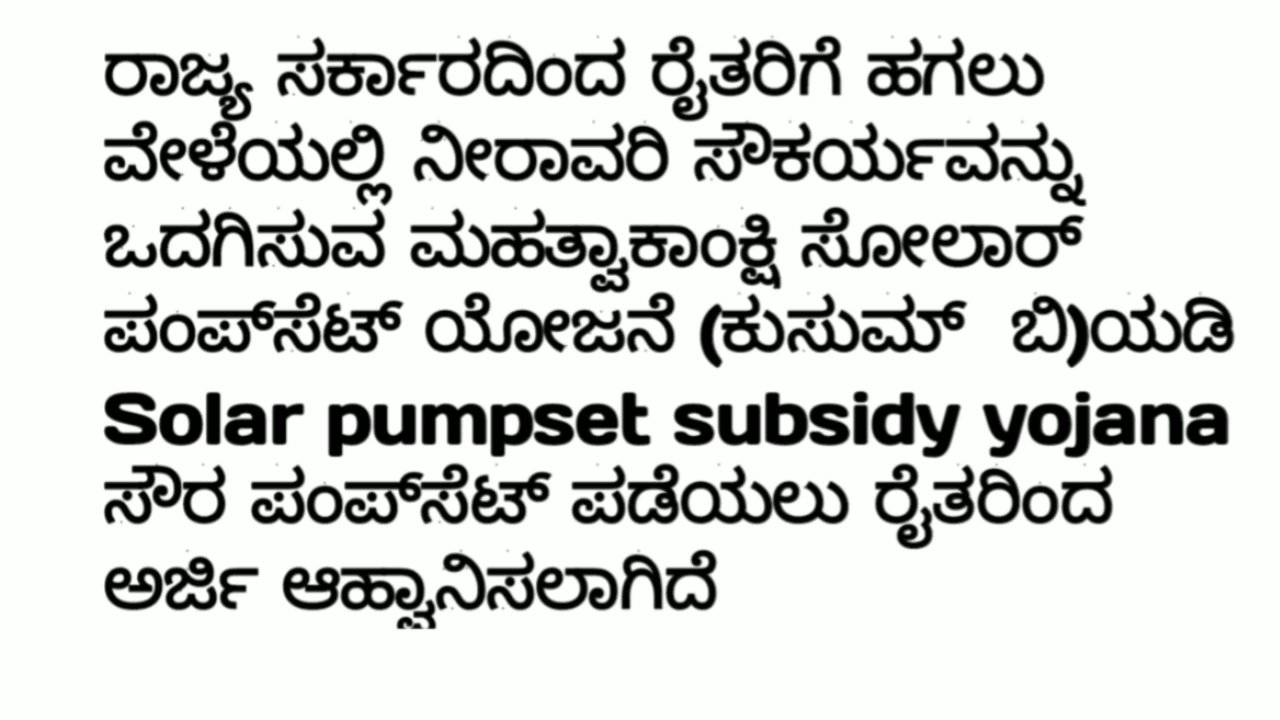 ರಾಜ್ಯ ಸರ್ಕಾರದಿಂದ ರೈತರಿಗೆ ಹಗಲು
ವೇಳೆಯಲ್ಲಿ ನೀರಾವರಿ ಸೌಕರ್ಯವನ್ನು
ಒದಗಿಸುವ ಮಹತ್ವಾಕಾಂಕ್ಷಿ ಸೋಲಾರ್
ಪಂಪ್‌ಸೆಟ್ ಯೋಜನೆ (ಕುಸುಮ್ ಬಿ)ಯಡಿ
Solar pumpset subsidy yojana
ಸೌರ ಪಂಪ್‌ಸೆಟ್ ಪಡೆಯಲು ರೈತರಿಂದ
ಅರ್ಜಿ ಆಹ್ವಾನಿಸಲಾಗಿದೆ